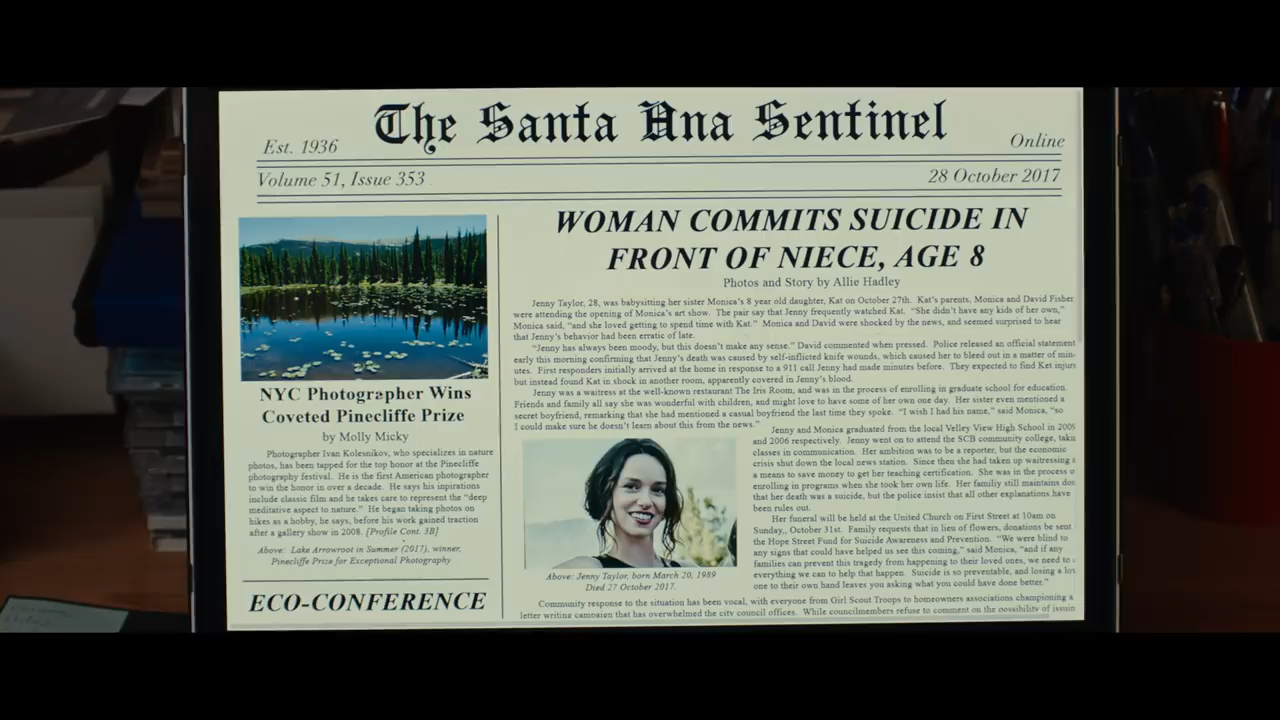 The Santa Ana Sentinel
Est. 1936
Online
Volume 51, Issue 353
28 October 2017
NYC Photographer Wins
Coveted Pinecliffe Prize
by Molly Micky
Photographer Ivan Kolesnikov, who specializes in nature
photos, has been tapped for the top honor at the Pinecliffe
photography festival. He is the first American photographer
to win the honor in over a decade. He says his inpirations
include classic film and he takes care to represent the "deep
meditative aspect to nature." He began taking photos on
hikes as a hobby, he says, before his work gained traction
after a gallery show in 2008. [Profile Cont. 3B]
Above: Lake Arrowroot in Summer (2017), winner,
Pinecliffe Prize for Exceptional Photography
ECO-CONFERENCE
WOMAN COMMITS SUICIDE IN
FRONT OF NIECE, AGE 8
Photos and Story by Allie Hadley
Jenny Taylor, 28, was babysitting her sister Monica's 8 year old daughter, Kat on October 27th. Kat's parents, Monica and David Fisher
were attending the opening of Monica's art show. The pair say that Jenny frequently watched Kat. "She didn't have any kids of her own,"
Monica said, "and she loved getting to spend time with Kat." Monica and David were shocked by the news, and seemed surprised to hear
that Jenny's behavior had been erratic of late.
"Jenny has always been moody, but this doesn't make any sense." David commented when pressed. Police released an official statement
early this morning confirming that Jenny's death was caused by self-inflicted knife wounds, which caused her to bleed out in a matter of min-
utes. First responders initially arrived at the home in response to a 911 call Jenny had made minutes before. They expected to find Ket injure
but instead found Kat in shock in another room, apparently covered in Jenny's blood.
Jenny was a waitress at the well-known restaurant The Iris Room, and was in the process of enrolling in graduate school for education.
Friends and family all say she was wonderful with children, and might love to have some of her own one day. Her sister even mentioned a
secret boyfriend, remarking that she had mentioned a casual boyfriend the last time they spoke. "I wish I had his name," said Monica, "so
I could make sure he doesn't learn about this from the news."
Jenny and Monica graduated from the local Velley View High School in 2005
and 2006 respectively. Jenny went on to attend the SCB community college, takin
classes in communication. Her ambition was to be a reporter, but the economic
crisis shut down the local news station. Since then she had taken up waitressing a
a means to save money to get her teaching certification. She was in the process o
enrolling in programs when she took her own life. Her familiy still maintains doe
that her death was a suicide, but the police insist that all other explanations have
been rules out.
Her funeral will be held at the United Church on First Street at 10am on
Sunday,, October 31st. Family requests that in lieu of flowers, donations be sent
the Hope Street Fund for Suicide Awareness and Prevention. "We were blind to
any signs that could have helped us see this coming," said Monica, "and if any
families can prevent this tragedy from happening to their loved ones, we need to
everything we can to help that happen. Suicide is so preventable, and losing a lov
one to their own hand leaves you asking what you could have done better."
Above: Jenny Taylor, born March 20, 1989
Died 27 October 2017.
Community response to the situation has been vocal, with everyone from Girl Scout Troops to homeowners associations championing a
letter writing campaign that has overwhelmed the city council offices. While councilmembers refuse to comment on the possibility of issuin